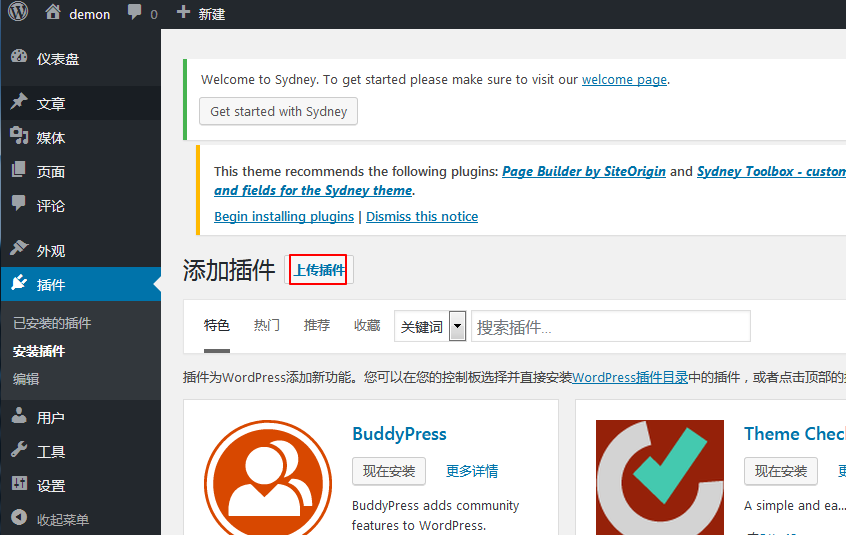 demon 0 新建
仪表盘
文章
媒体
页面
评论
外观
插件
已安装的插件
安装插件
编辑
用户
工具
设置
收起菜单
Welcome to Sydney. To get started please make sure to visit our welcome page.
Get started with Sydney
This theme recommends the following plugins: Page Builder by SiteOrigin and Sydney Toolbox - custom
and fields for the Sydney theme.
Begin installing plugins | Dismiss this notice
添加插件 上传插件
特色 热门 推荐 收藏 关键词 搜索插件...
插件为WordPress添加新功能。您可以在您的控制板选择并直接安装WordPress插件目录中的插件，或者点击顶部的
BuddyPress
现在安装 更多详情
BuddyPress adds community
features to WordPress.
Theme Chec
现在安装 更
A simple and ea...